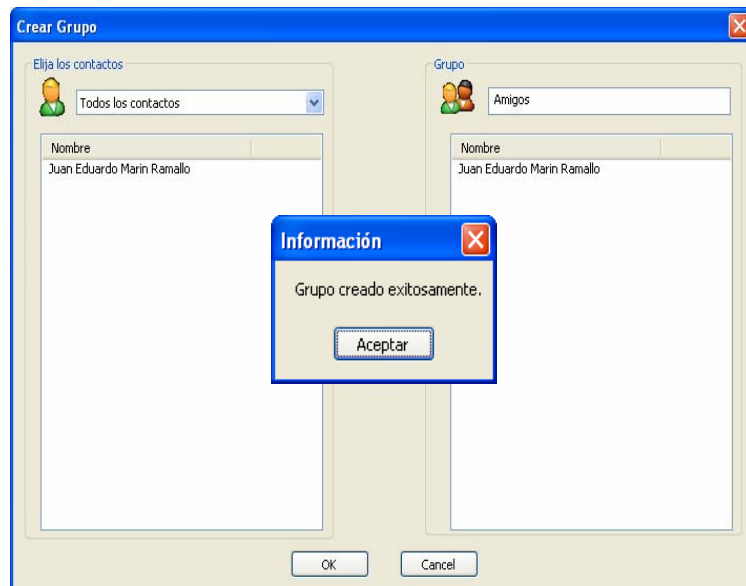 Crear Grupo
Elija los contactos
Todos los contactos
Nombre
Juan Eduardo Marin Ramallo
Grupo
Amigos
Nombre
Juan Eduardo Marin Ramallo
Información
Grupo creado exitosamente.
Aceptar
OK
Cancel